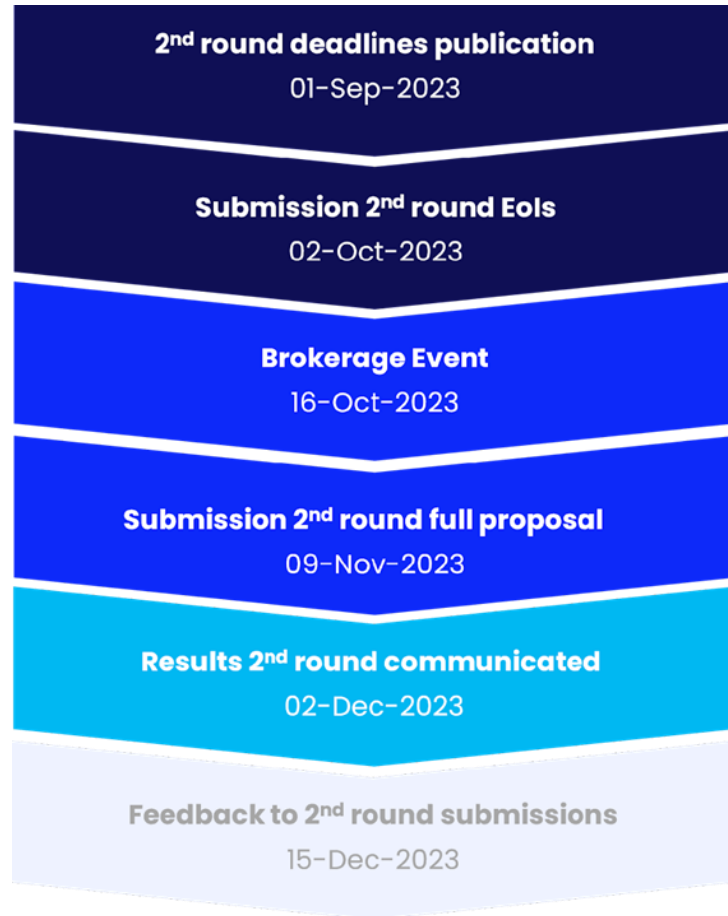 2nd round deadlines publication
01-Sep-2023
Submission 2nd round EoIs
02-Oct-2023
Brokerage Event
16-Oct-2023
Submission 2nd round full proposal
09-Nov-2023
Results 2nd round communicated
02-Dec-2023
Feedback to 2nd round submissions
15-Dec-2023